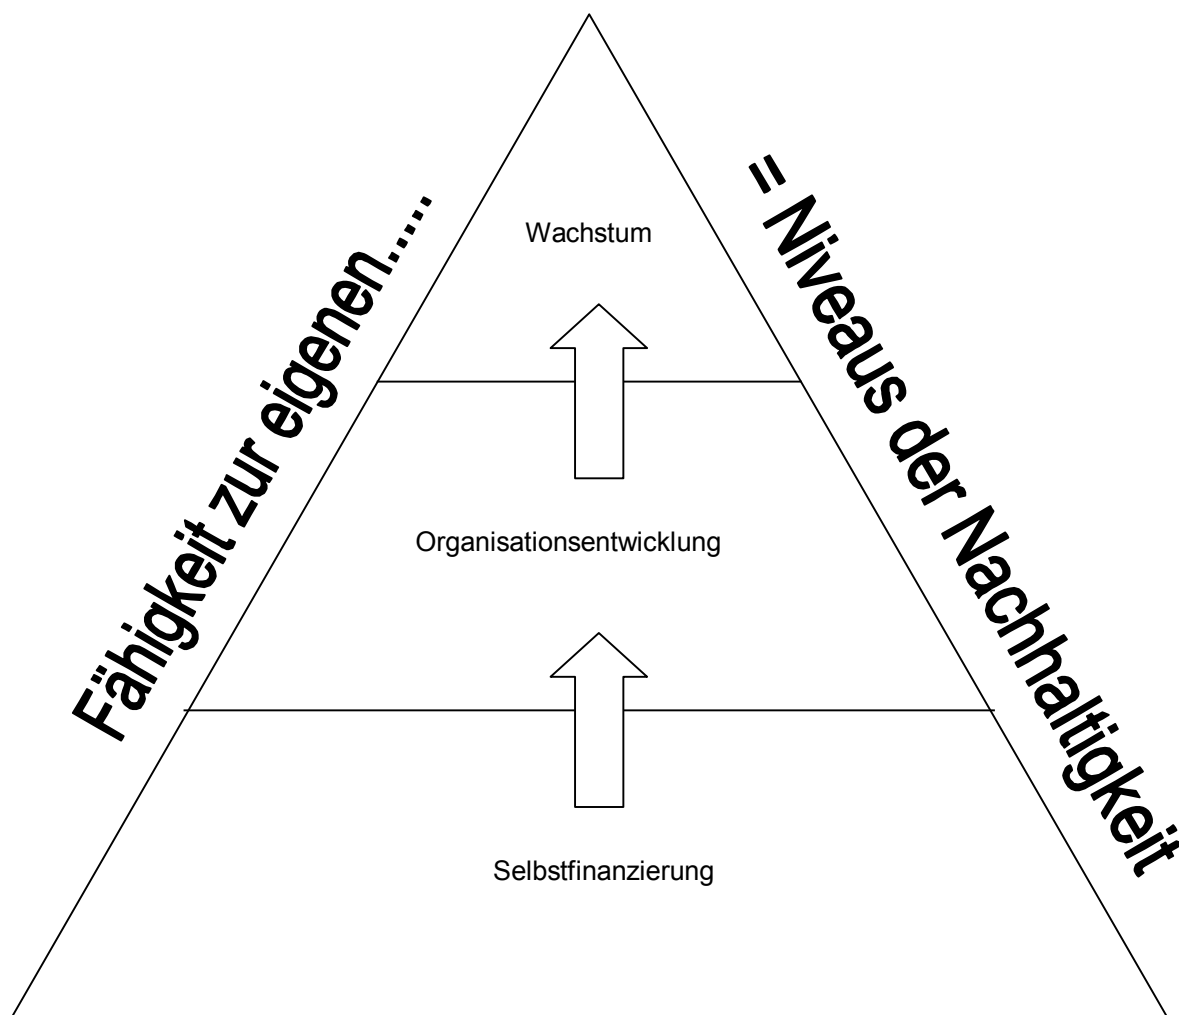 Fähigkeit zur eigenen.....
= Niveaus der Nachhaltigkeit
Wachstum
Organisationsentwicklung
Selbstfinanzierung